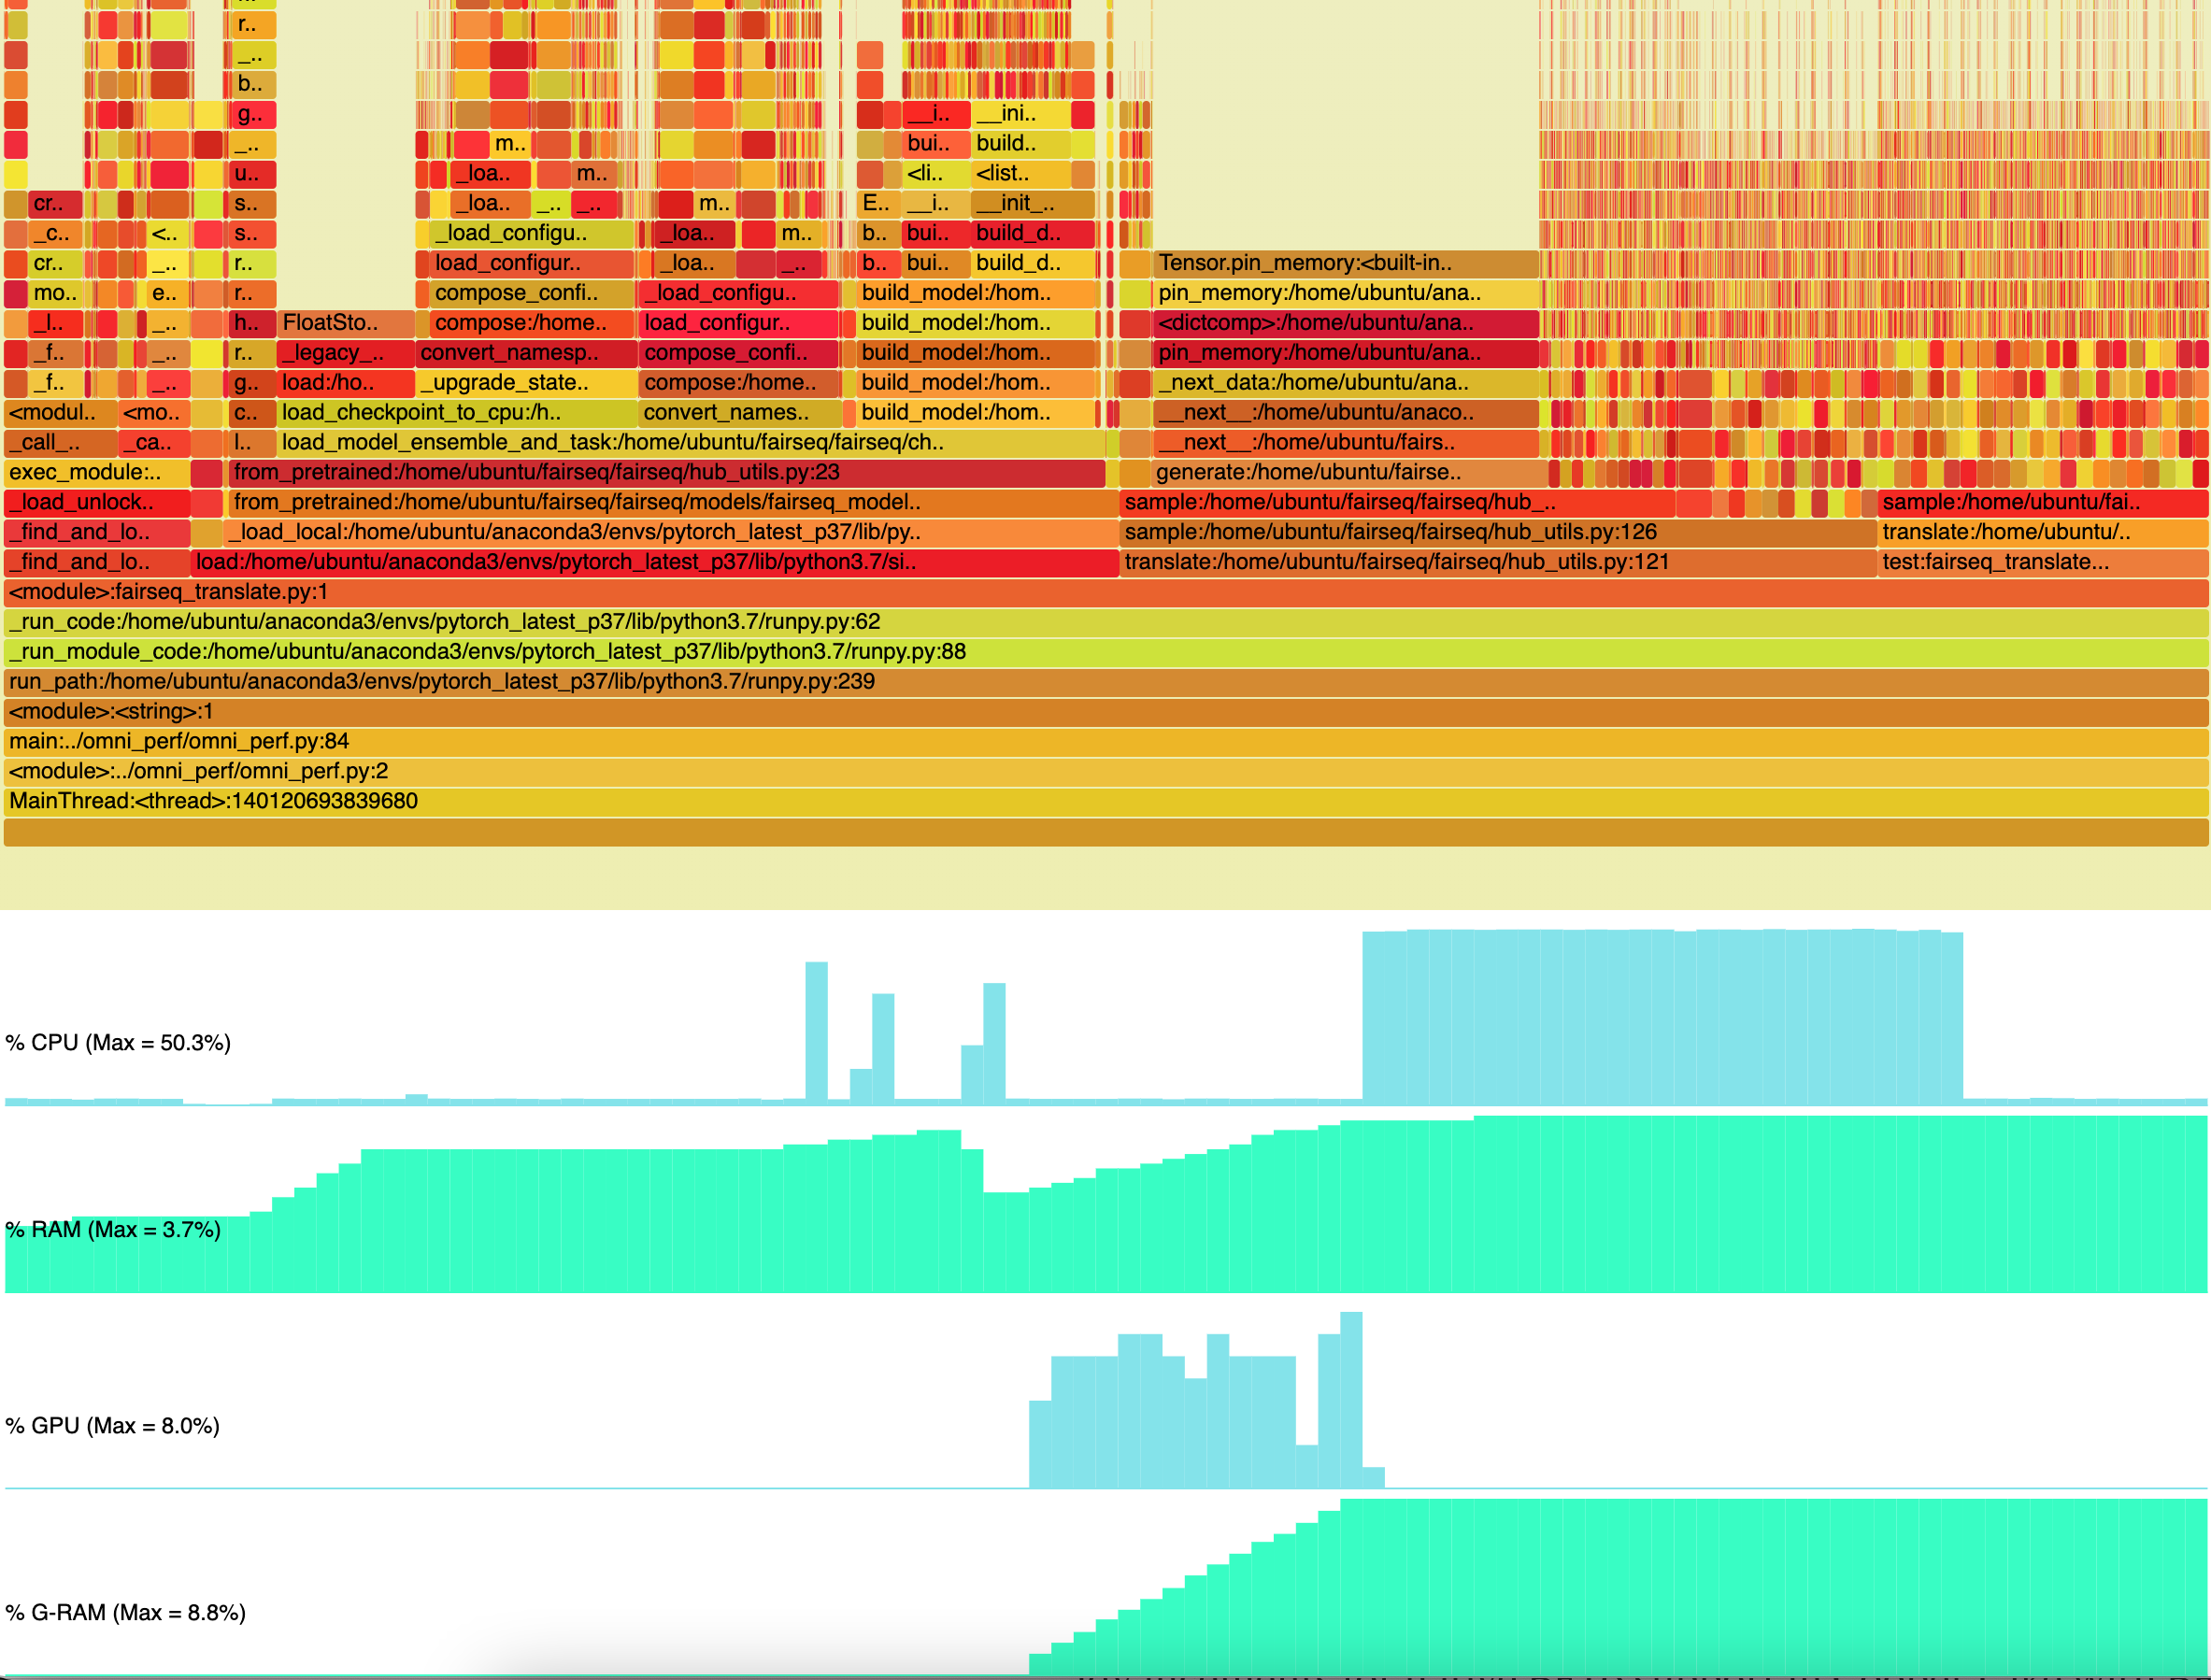 r..
_..
b..
g.. __i.. __ini..
_.. m.. bui.. build..
u.. _loa.. m.. <li.. <list..
cr.. s.. _loa.. _.. _.. m.. E.. __i.. __init_..
_c.. <.. s.. _load_configu.. _loa.. m.. b.. bui.. build_d..
cr.. _.. r.. load_configur.. _loa.. _.. b.. bui.. build_d.. Tensor.pin_memory:<built-in..
mo.. e.. r.. compose_confi.. _load_configu.. build_model:/hom.. pin_memory:/home/ubuntu/ana..
_l.. _.. h.. FloatSto.. compose:/home.. load_configur.. build_model:/hom.. <dictcomp>:/home/ubuntu/ana..
_f.. _.. r.. _legacy_.. convert_namesp.. compose_confi.. build_model:/hom.. pin_memory:/home/ubuntu/ana..
_f.. _.. g.. load:/ho.. _upgrade_state.. compose:/home.. build_model:/hom.. _next_data:/home/ubuntu/ana..
<modul.. <mo.. c.. load_checkpoint_to_cpu:/h.. convert_names.. build_model:/hom.. __next__:/home/ubuntu/anaco..
_call_.. _ca.. l.. load_model_ensemble_and_task:/home/ubuntu/fairseq/fairseq/ch.. __next__:/home/ubuntu/fairs..
exec_module:.. from_pretrained:/home/ubuntu/fairseq/fairseq/hub_utils.py:23 generate:/home/ubuntu/fairse..
_load_unlock.. from_pretrained:/home/ubuntu/fairseq/fairseq/models/fairseq_model.. sample:/home/ubuntu/fairseq/fairseq/hub_.. sample:/home/ubuntu/fai..
_find_and_lo.. _load_local:/home/ubuntu/anaconda3/envs/pytorch_latest_p37/lib/py.. sample:/home/ubuntu/fairseq/fairseq/hub_utils.py:126 translate:/home/ubuntu/..
_find_and_lo.. load:/home/ubuntu/anaconda3/envs/pytorch_latest_p37/lib/python3.7/si.. translate:/home/ubuntu/fairseq/fairseq/hub_utils.py:121 test:fairseq_translate...
<module>:fairseq_translate.py:1
_run_code:/home/ubuntu/anaconda3/envs/pytorch_latest_p37/lib/python3.7/runpy.py:62
_run_module_code:/home/ubuntu/anaconda3/envs/pytorch_latest_p37/lib/python3.7/runpy.py:88
run_path:/home/ubuntu/anaconda3/envs/pytorch_latest_p37/lib/python3.7/runpy.py:239
<module>:<string>:1
main:../omni_perf/omni_perf.py:84
<module>:../omni_perf/omni_perf.py:2
MainThread:<thread>:140120693839680
% CPU (Max = 50.3%)
% RAM (Max = 3.7%)
% GPU (Max = 8.0%)
% G-RAM (Max = 8.8%)